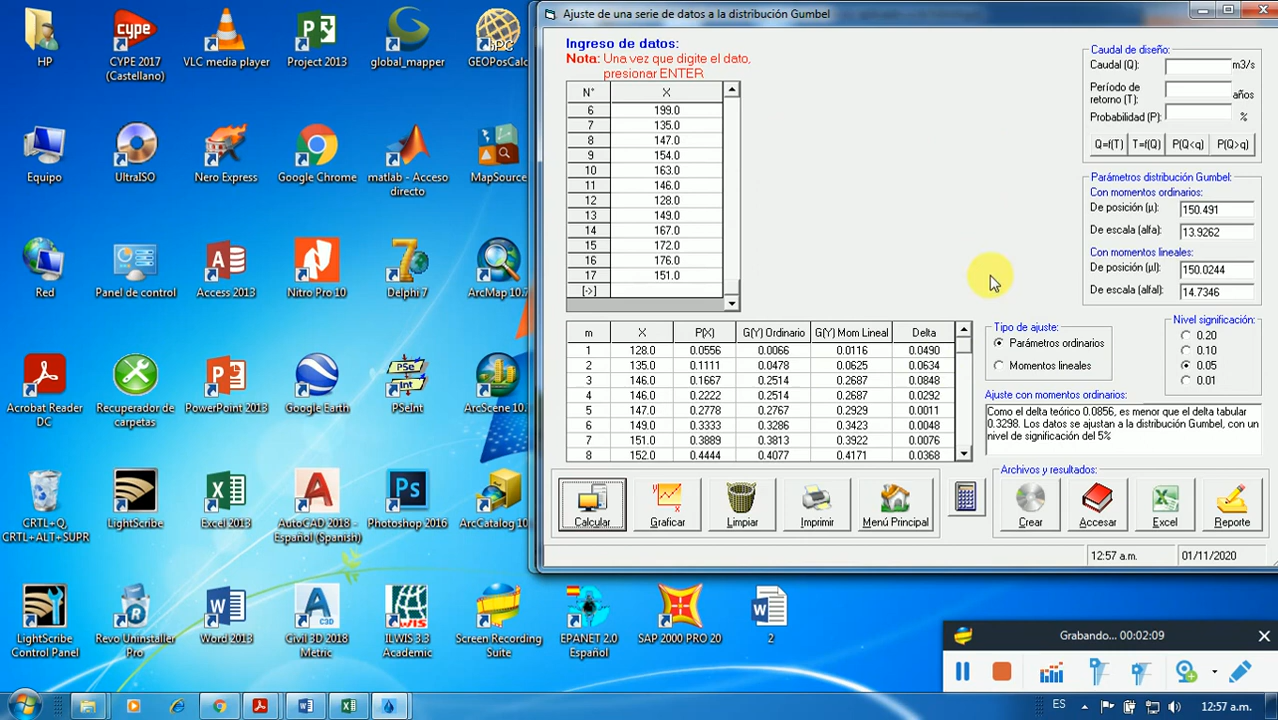 HP
CYPE 2017
(Castellano)
VLC media player
Project 2013
global_mapper
GEOPosCalc
Equipo
UltraISO
Nero Express
Google Chrome
matlab - Acceso
directo
MapSource
Red
Panel de control
Access 2013
Nitro Pro 10
Delphi 7
ArcMap 10.7
Acrobat Reader
DC
Recuperador de
carpetas
PowerPoint 2013
Google Earth
PSeInt
ArcScene 10.
CRTL+Q,
CRTL+ALT+SUPR
LightScribe
Excel 2013
AutoCAD 2018 -
Español (Spanish)
Photoshop 2016
ArcCatalog 10
LightScribe
Control Panel
Revo Uninstaller
Pro
Word 2013
Civil 3D 2018
Metric
ILWIS 3.3
Academic
Screen Recording
Suite
EPANET 2.0
Español
SAP 2000 PRO 20
2
Ajuste de una serie de datos a la distribución Gumbel
Ingreso de datos:
Nota: Una vez que digite el dato,
presionar ENTER
N° X
6 199.0
7 135.0
8 147.0
9 154.0
10 163.0
11 146.0
12 128.0
13 149.0
14 167.0
15 172.0
16 176.0
17 151.0
[->]
Caudal de diseño:
Caudal (Q): m3/s
Período de
retorno (T): años
Probabilidad (P): %
Q=f(T) T=f(Q) P(Q<q) P(Q>q)
Parámetros distribución Gumbel:
Con momentos ordinarios:
De posición (µ): 150.491
De escala (alfa): 13.9262
Con momentos lineales:
De posición (µl): 150.0244
De escala (alfal): 14.7346
m X P(X) G(Y) Ordinario G(Y) Mom Lineal Delta
1 128.0 0.0556 0.0066 0.0116 0.0490
2 135.0 0.1111 0.0478 0.0625 0.0634
3 146.0 0.1667 0.2514 0.2687 0.0848
4 146.0 0.2222 0.2514 0.2687 0.0292
5 147.0 0.2778 0.2767 0.2929 0.0011
6 149.0 0.3333 0.3286 0.3423 0.0048
7 151.0 0.3889 0.3813 0.3922 0.0076
8 152.0 0.4444 0.4077 0.4171 0.0368
Tipo de ajuste:
Parámetros ordinarios
Momentos lineales
Nivel significación:
0.20
0.10
0.05
0.01
Ajuste con momentos ordinarios:
Como el delta teórico 0.0856, es menor que el delta tabular
0.3298. Los datos se ajustan a la distribución Gumbel, con un
nivel de significación del 5%
Calcular
Graficar
Limpiar
Imprimir
Menú Principal
Archivos y resultados:
Crear
Accesar
Excel
Reporte
12:57 a.m. 01/11/2020
Grabando... 00:02:09
ES
12:57 a.m.